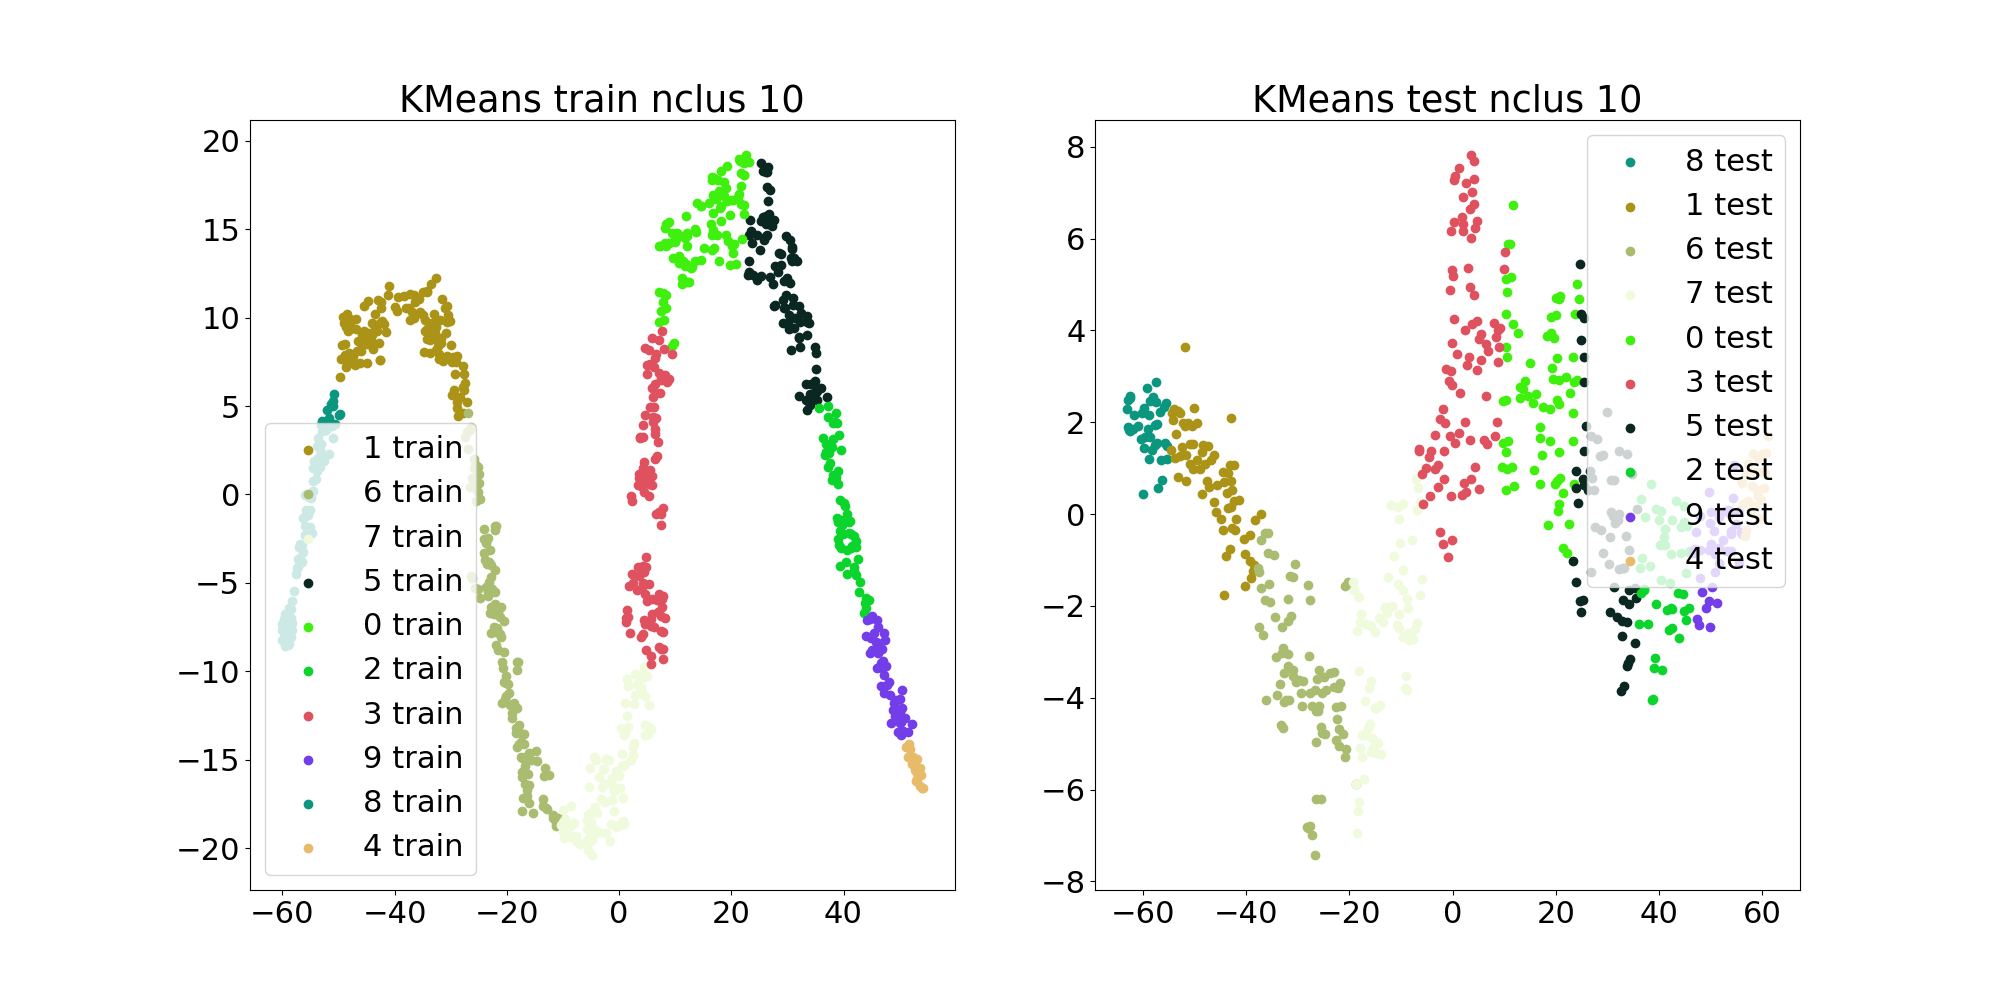 KMeans train nclus 10
20
15
10
5
0
−5
−10
−15
−20
−60
−40
−20
0
20
40
1 train
6 train
7 train
5 train
0 train
2 train
3 train
9 train
8 train
4 train
KMeans test nclus 10
8
6
4
2
0
−2
−4
−6
−8
−60
−40
−20
0
20
40
60
8 test
1 test
6 test
7 test
0 test
3 test
5 test
2 test
9 test
4 test